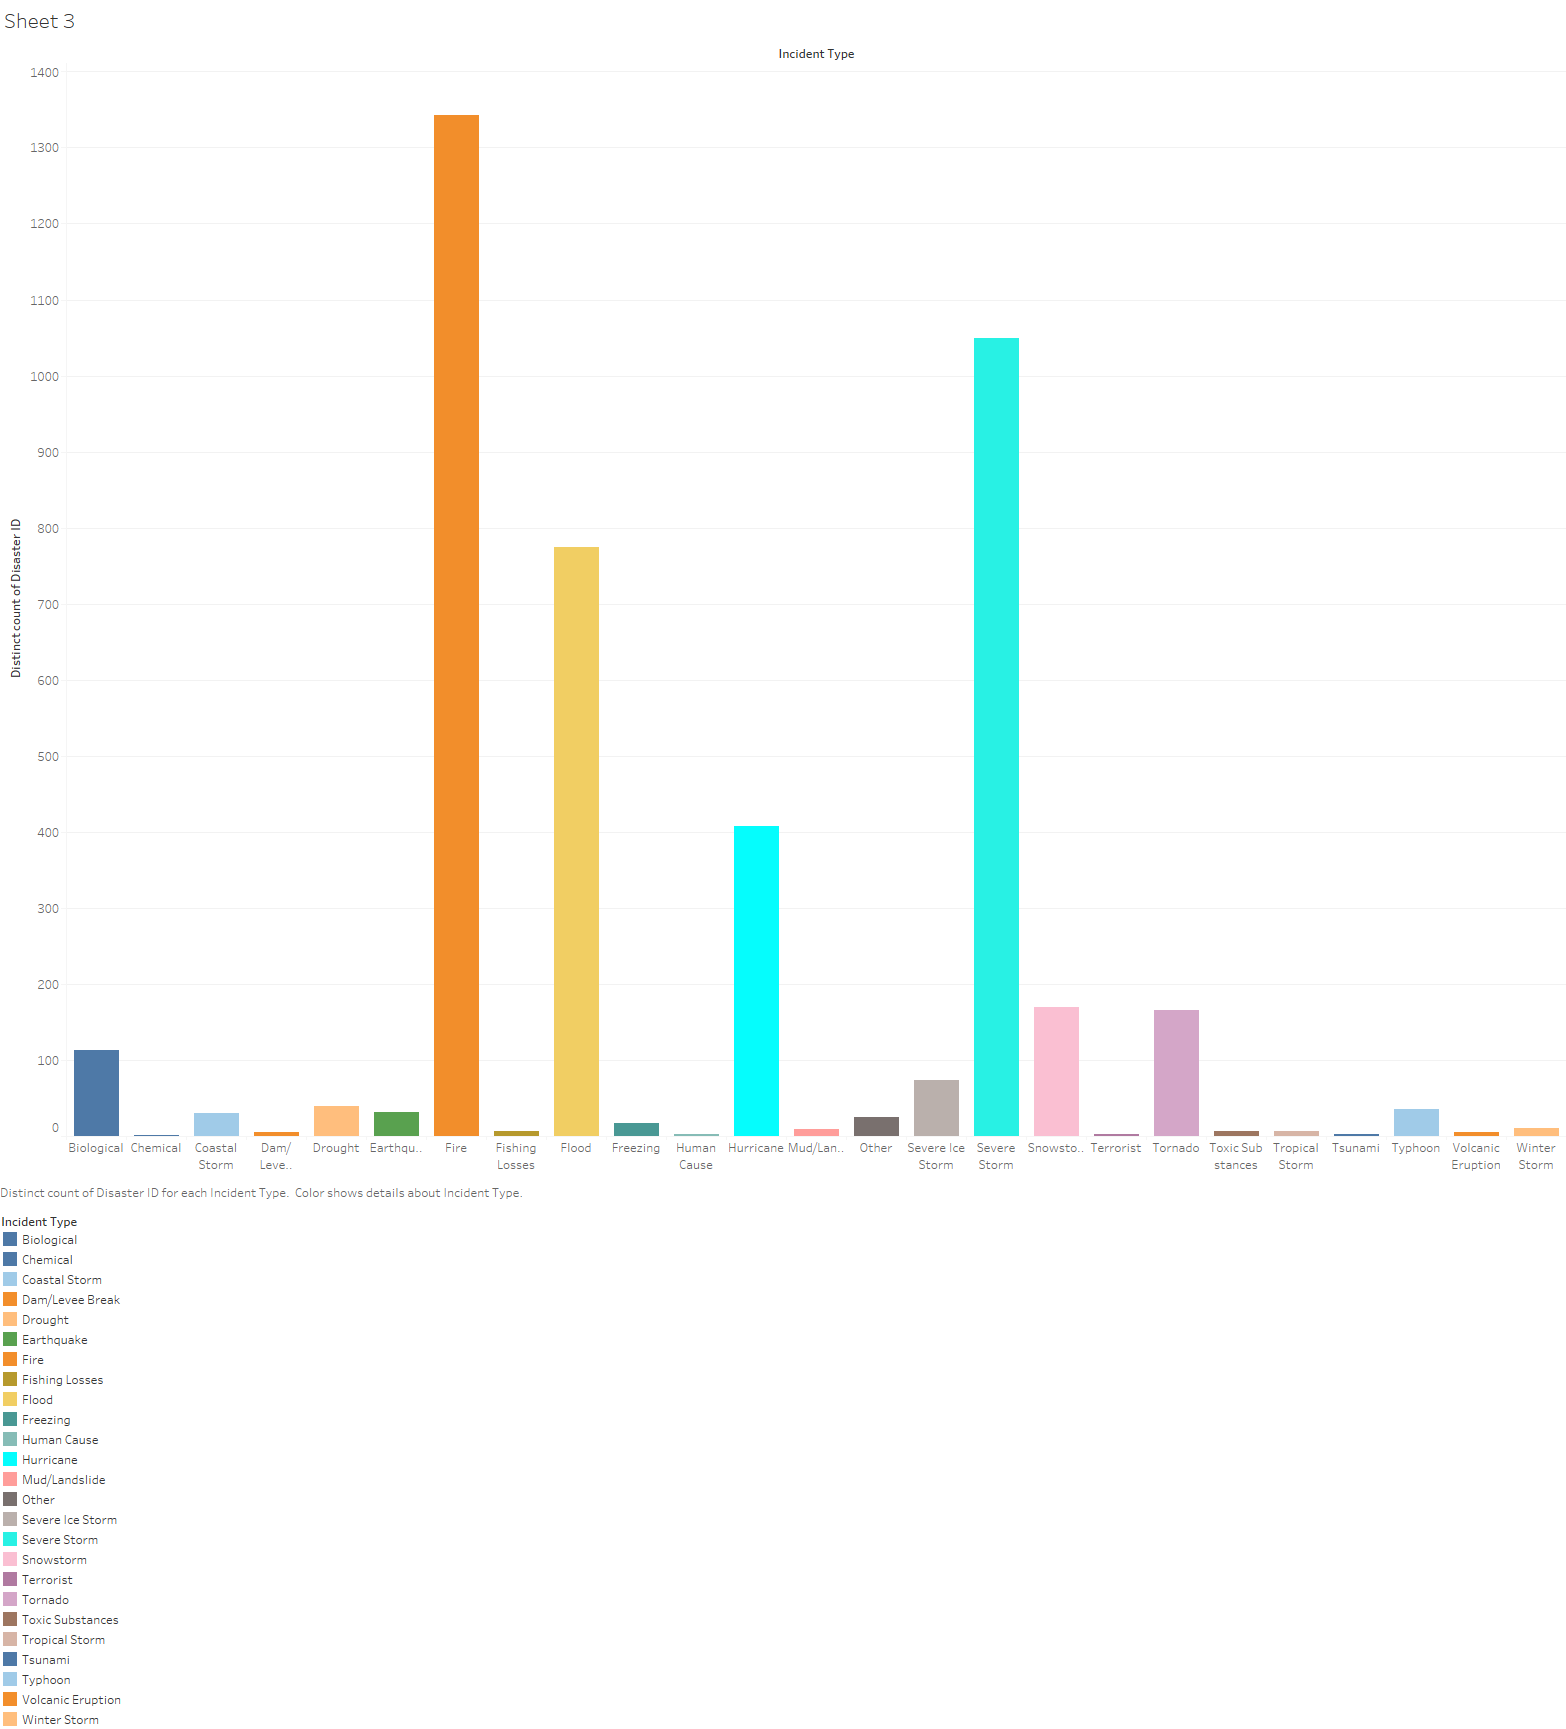 Sheet 3
Incident Type
1400
1300
1200
1100
1000
900
800
700
600
500
400
300
200
100
0
Distinct count of Disaster ID
Biological
Chemical
Coastal
Storm
Dam/
Leve..
Drought
Earthqu..
Fire
Fishing
Losses
Flood
Freezing
Human
Cause
Hurricane
Mud/Lan..
Other
Severe Ice
Storm
Severe
Storm
Snowsto..
Terrorist
Tornado
Toxic Sub
stances
Tropical
Storm
Tsunami
Typhoon
Volcanic
Eruption
Winter
Storm
Distinct count of Disaster ID for each Incident Type.  Color shows details about Incident Type.
Incident Type
Biological
Chemical
Coastal Storm
Dam/Levee Break
Drought
Earthquake
Fire
Fishing Losses
Flood
Freezing
Human Cause
Hurricane
Mud/Landslide
Other
Severe Ice Storm
Severe Storm
Snowstorm
Terrorist
Tornado
Toxic Substances
Tropical Storm
Tsunami
Typhoon
Volcanic Eruption
Winter Storm